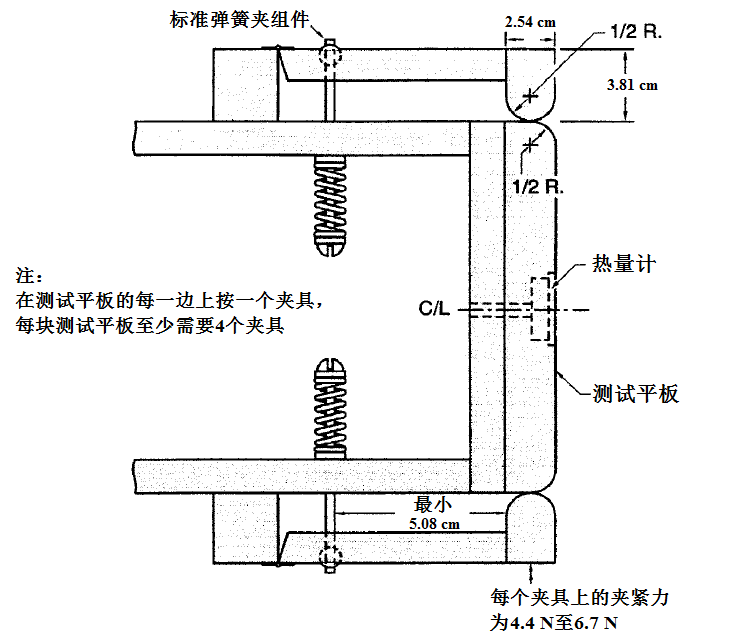 标准弹簧夹组件
2.54 cm
1/2 R.
3.81 cm
1/2 R.
热量计
注：
在测试平板的每一边上按一个夹具，
每块测试平板至少需要4个夹具
C/L
测试平板
最小
5.08 cm
每个夹具上的夹紧力
为4.4 N至6.7 N